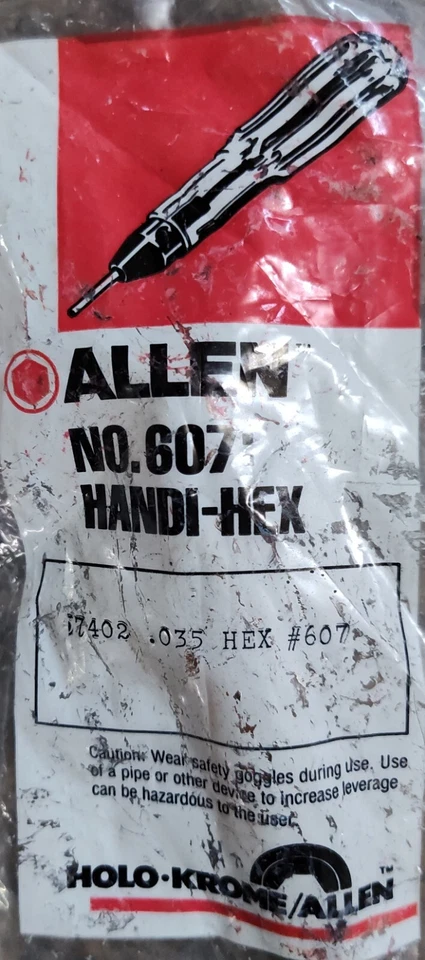 ALLEN
NO.607
HANDI-HEX
7402 .035 HEX #607
Caution: Wear safety goggles during use. Use
of a pipe or other device to increase leverage
can be hazardous to the user.
HOLO•KROME/ALLEN™